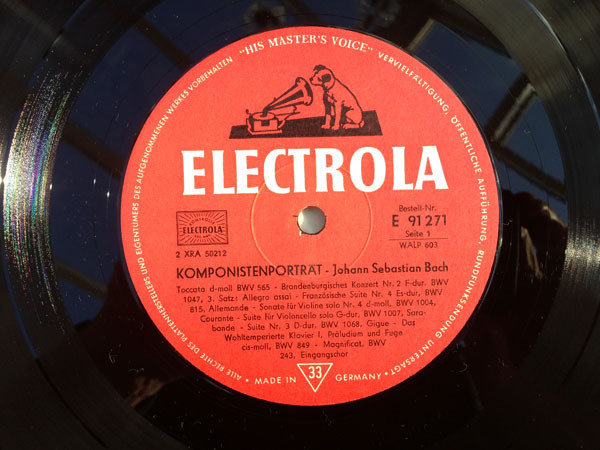 ALLE RECHTE DES PLATTENHERSTELLERS UND EIGENTUMERS DES AUFGENOMMENEN WERKES VORBEHALTEN
"HIS MASTER'S VOICE"
VERVIELFÄLTIGUNG, ÖFFENTLICHE AUFFÜHRUNG, RUNDFUNKSENDUNG UNTERSAGT
ELECTROLA
ELECTROLA
2 XRA 50212
Bestell-Nr.
E 91 271
Seite 1
WALP 603
KOMPONISTENPORTRÄT - Johann Sebastian Bach
Toccata d-moll BWV 565 - Brandenburgisches Konzert Nr. 2 F-dur. BWV
1047, 3. Satz: Allegro assai - Französische Suite Nr. 4 Es-dur, BWV
815, Allemande - Sonate für Violine solo Nr. 4 d-moll, BWV 1004,
Courante - Suite für Violoncello solo G-dur, BWV 1007, Sara-
bande - Suite Nr. 3 D-dur, BWV 1068, Gigue - Das
Wohltemperierte Klavier I, Präludium und Fuge
cis-moll, BWV 849 - Magnificat, BWV
243. Eingangschor
MADE IN 33 GERMANY